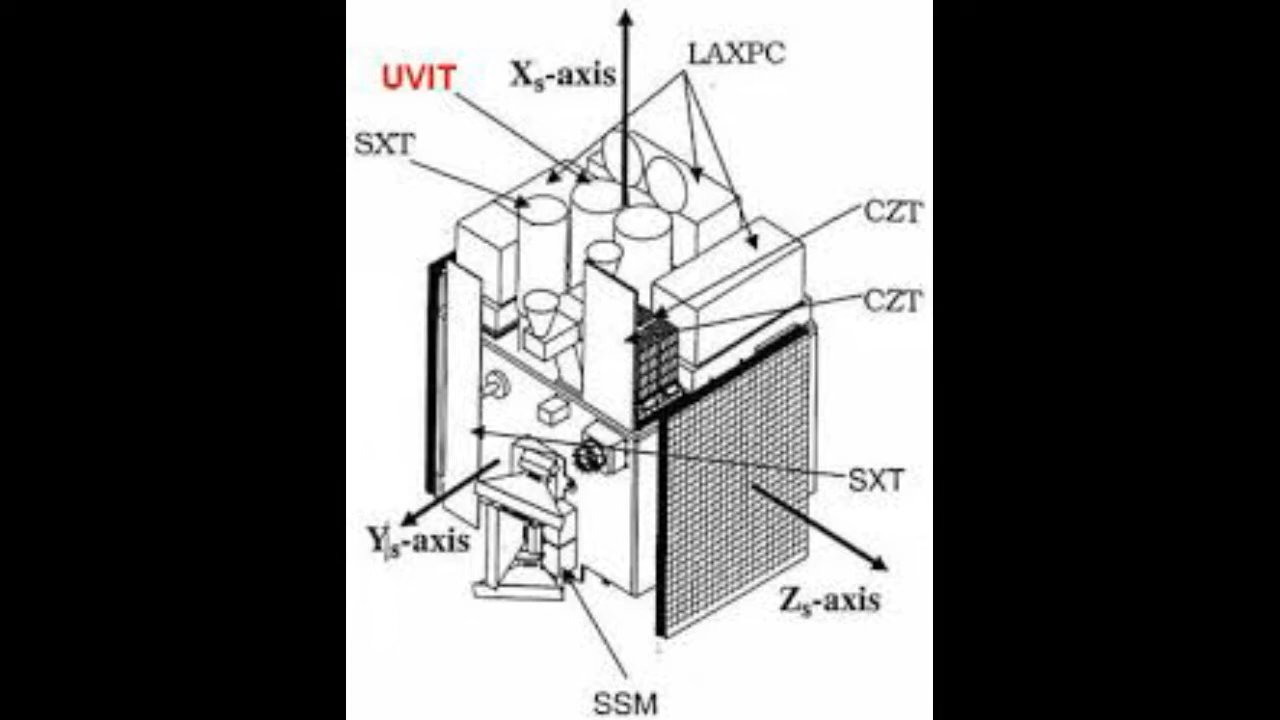 LAXPC
UVIT
Xs-axis
SXT
CZT
CZT
SXT
Ys-axis
Zs-axis
SSM